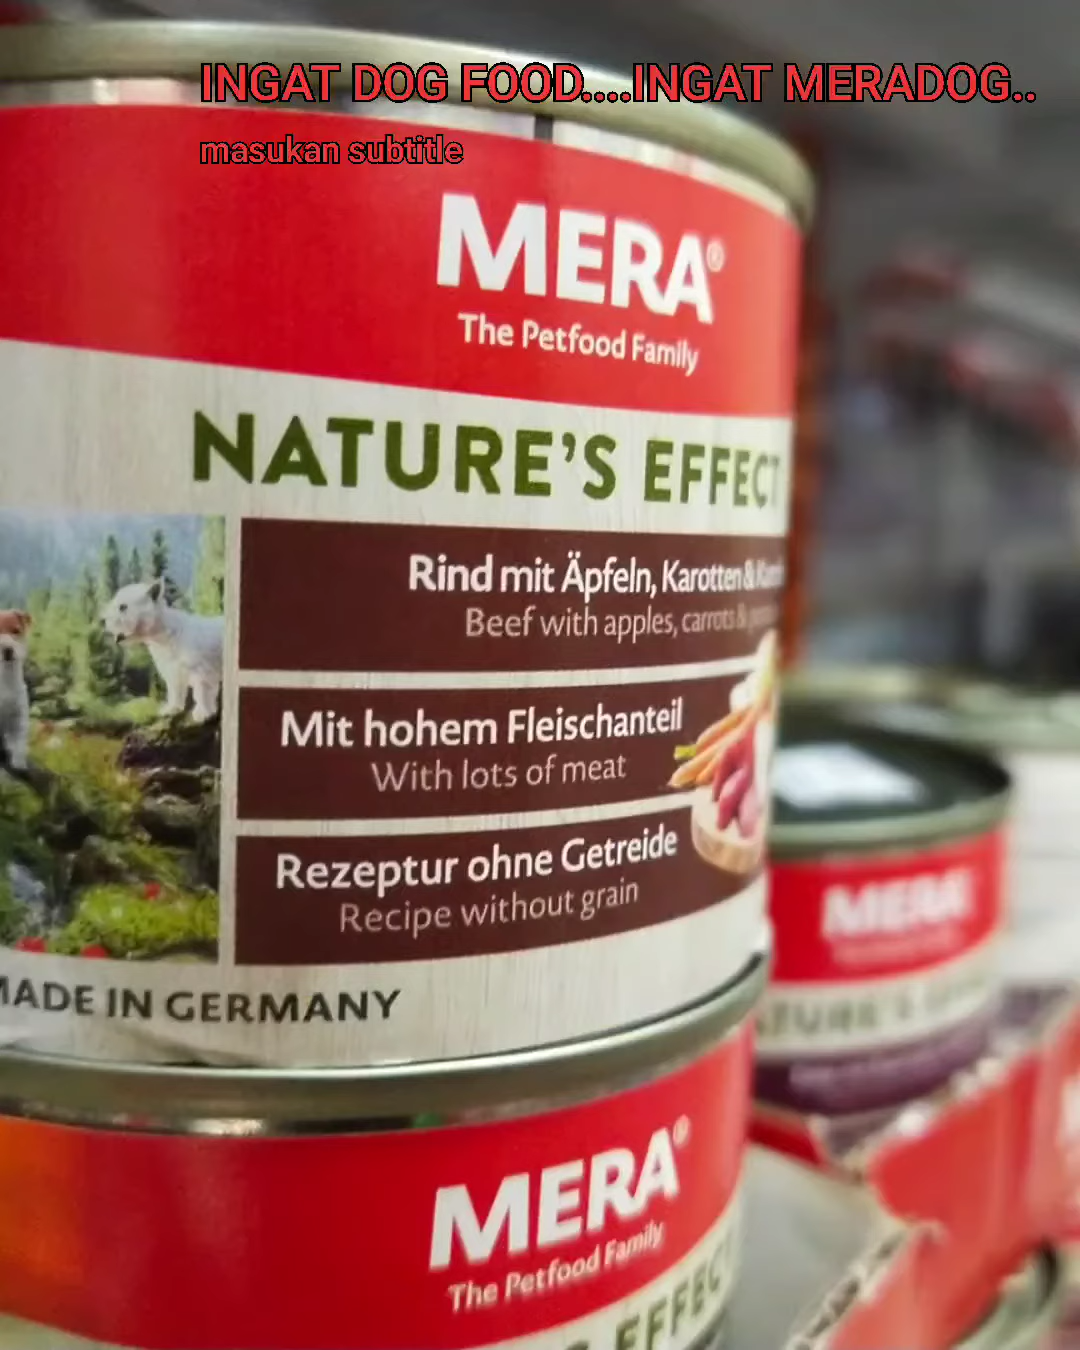 INGAT DOG FOOD....INGAT MERADOG..
masukan subtitle
MERA®
The Petfood Family
NATURE'S EFFECT
Rind mit Äpfeln, Karotten &
Beef with apples, carrots &
Mit hohem Fleischanteil
With lots of meat
Rezeptur ohne Getreide
Recipe without grain
MADE IN GERMANY
MERA
MERA®
The Petfood Family
EFFECT